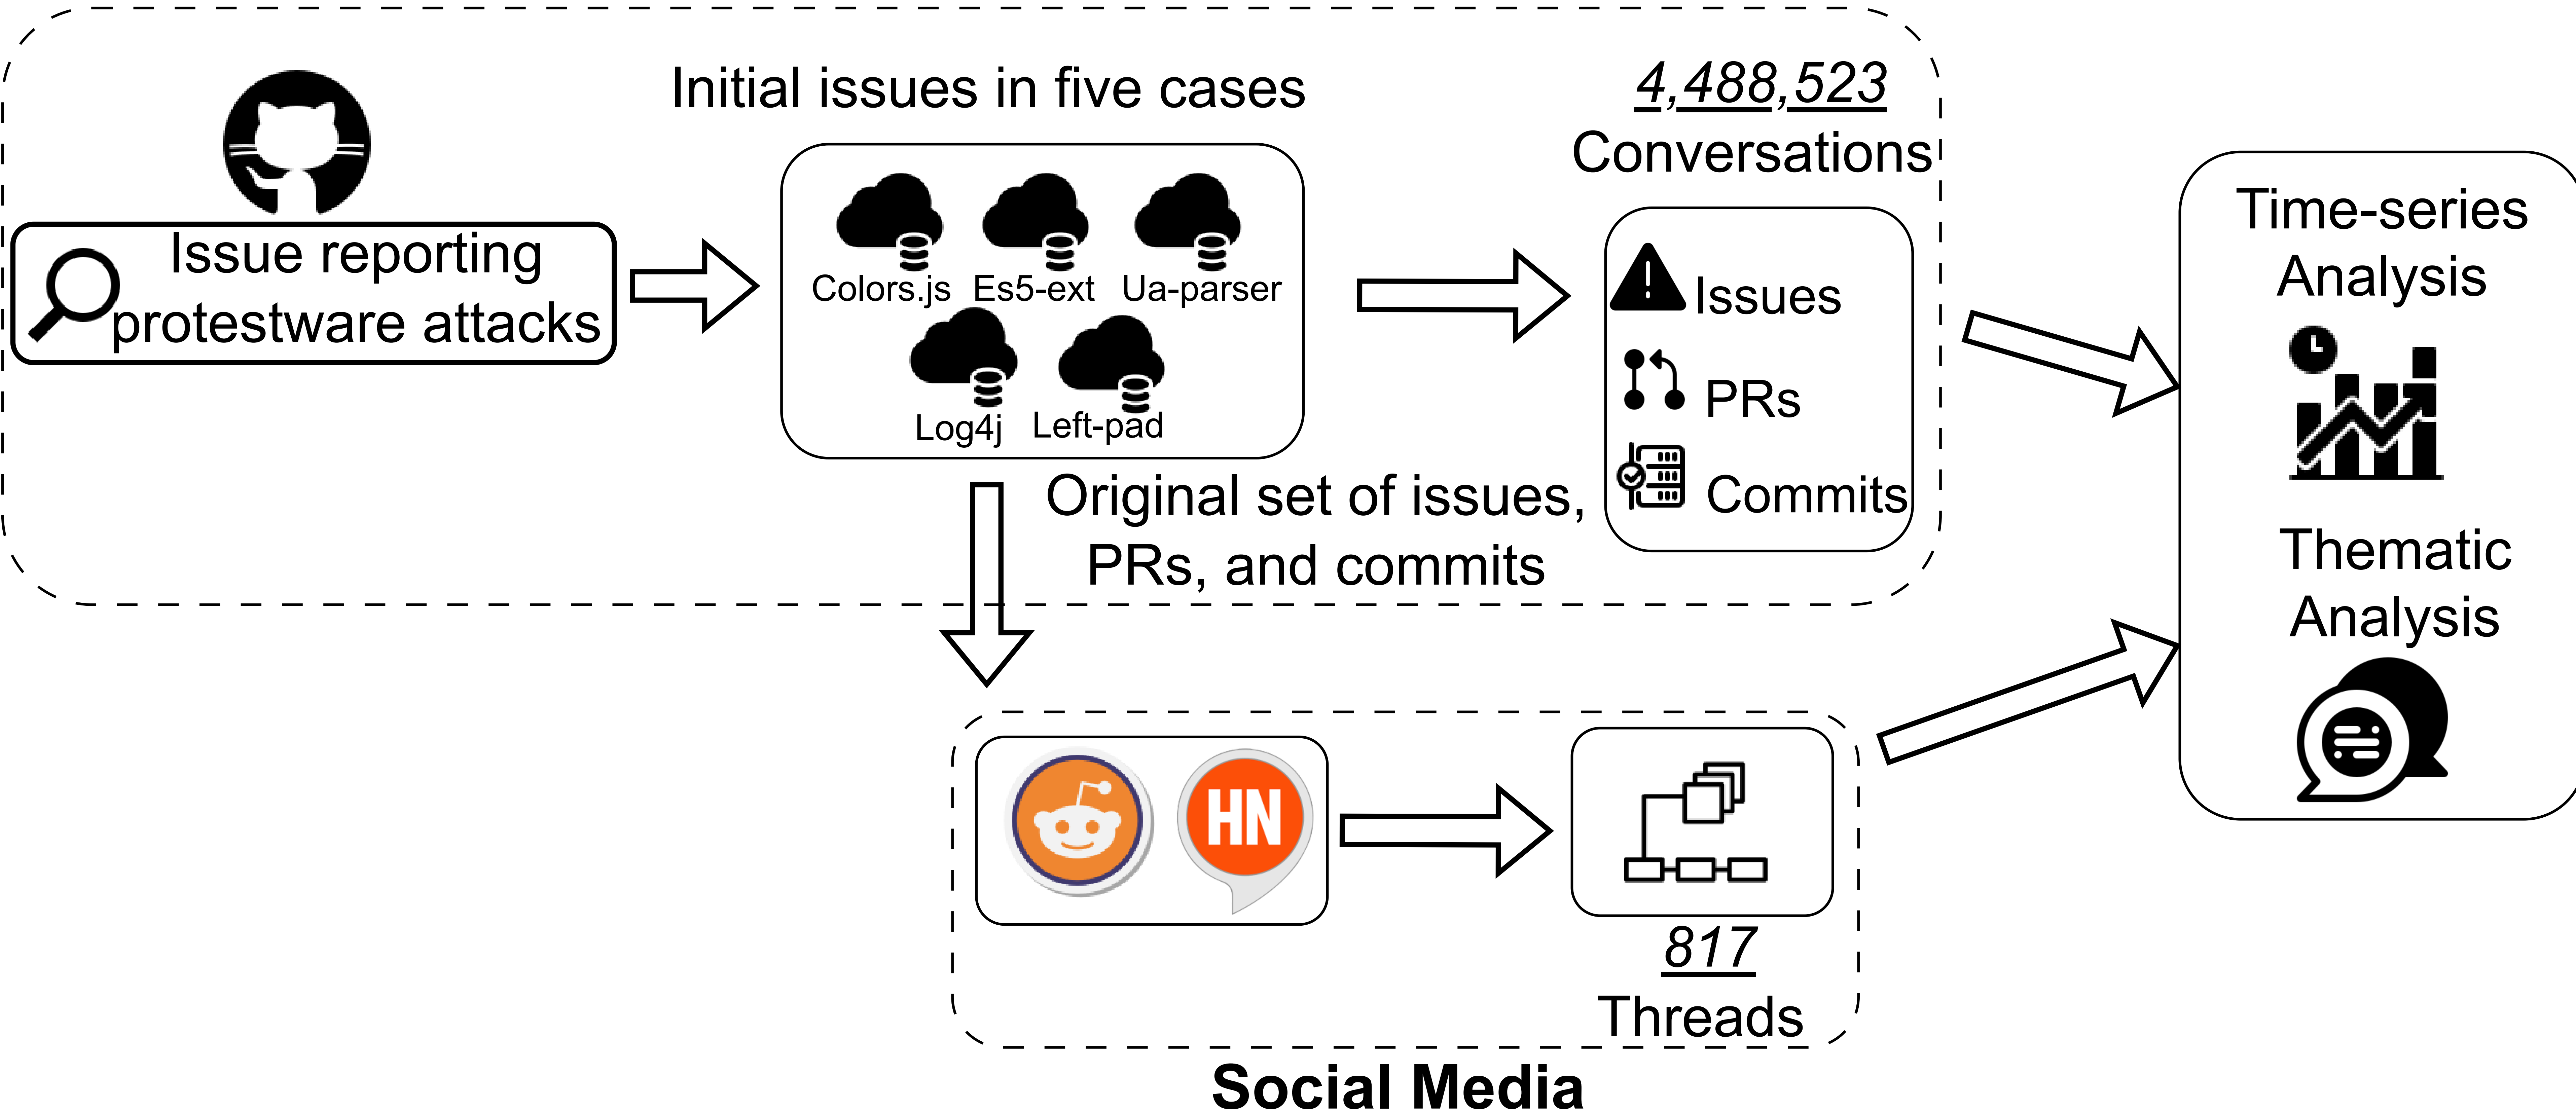 Issue reporting
protestware attacks
Initial issues in five cases
Colors.js Es5-ext Ua-parser
Log4j Left-pad
4,488,523
Conversations
Issues
PRs
Commits
Original set of issues,
PRs, and commits
HN
817
Threads
Social Media
Time-series
Analysis
Thematic
Analysis